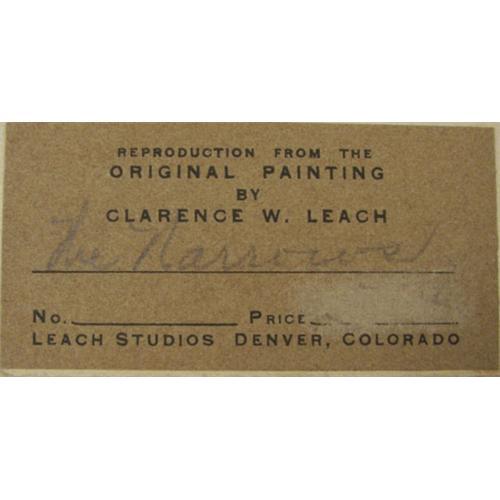 REPRODUCTION FROM THE
ORIGINAL PAINTING
BY
CLARENCE W. LEACH
The Narrows
No. PRICE
LEACH STUDIOS DENVER, COLORADO